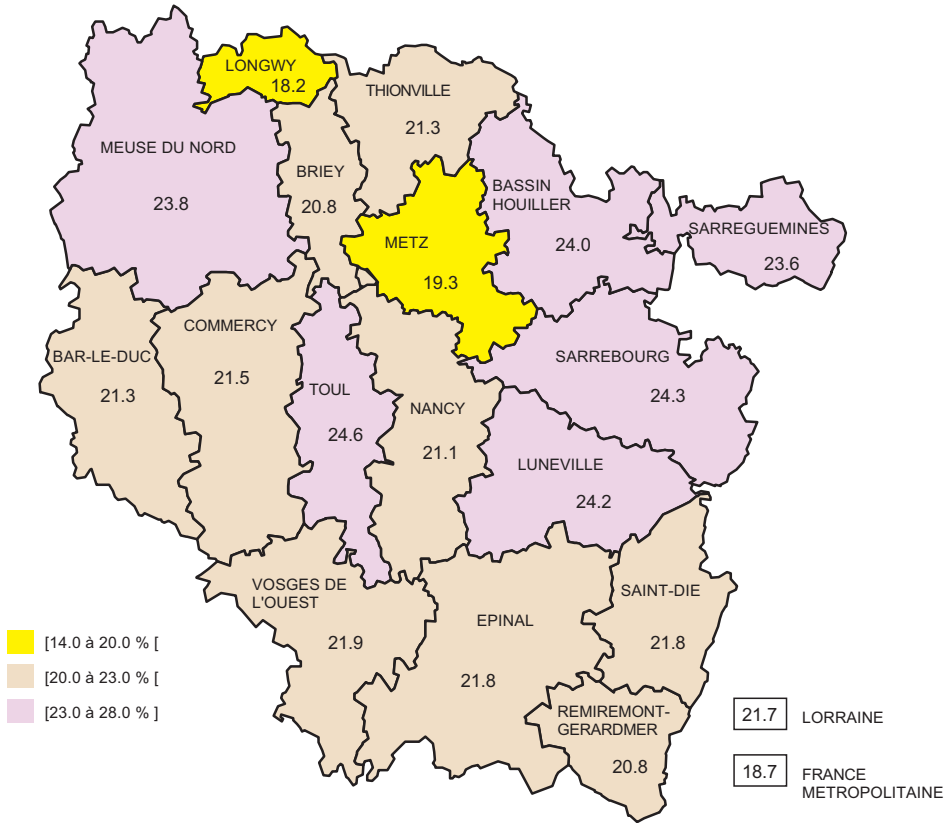 LONGWY
18.2
THIONVILLE
21.3
MEUSE DU NORD
23.8
BRIEY
20.8
BASSIN
HOUILLER
24.0
METZ
19.3
SARREGUEMINES
23.6
COMMERCY
21.5
BAR-LE-DUC
21.3
TOUL
24.6
NANCY
21.1
SARREBOURG
24.3
LUNEVILLE
24.2
VOSGES DE
L'OUEST
21.9
EPINAL
21.8
SAINT-DIE
21.8
REMIREMONT-
GERARDMER
20.8
[14.0 à 20.0 % [
[20.0 à 23.0 % [
[23.0 à 28.0 % ]
21.7 LORRAINE
18.7 FRANCE
METROPOLITAINE